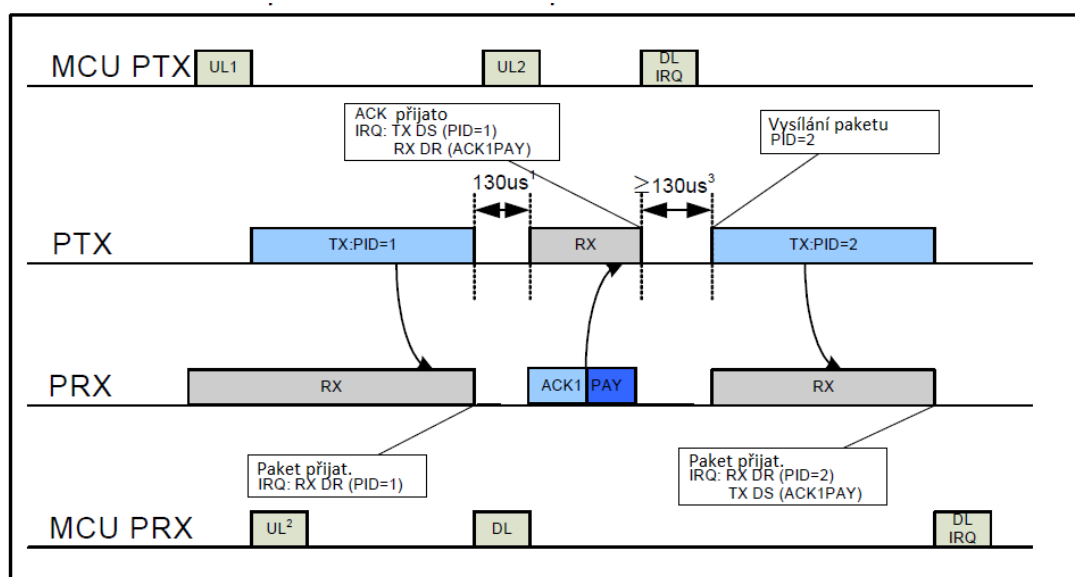 MCU PTX
UL1
UL2
DL
IRQ
ACK přijato
IRQ: TX DS (PID=1)
RX DR (ACK1PAY)
Vysílání paketu
PID=2
130us¹
≥130us³
PTX
TX:PID=1
RX
TX:PID=2
PRX
RX
ACK1 PAY
RX
Paket přijat.
IRQ: RX DR (PID=1)
Paket přijat.
IRQ: RX DR (PID=2)
TX DS (ACK1PAY)
MCU PRX
UL²
DL
DL
IRQ